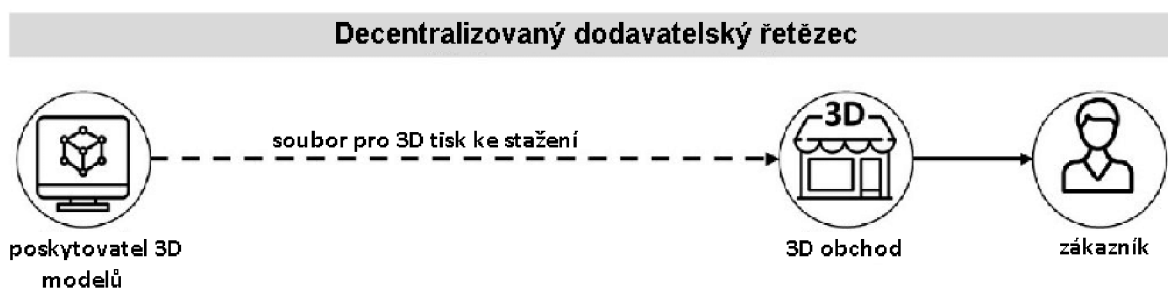 Decentralizovaný dodavatelský řetězec
3D
soubor pro 3D tisk ke stažení
poskytovatel 3D
modelů
3D obchod
zákazník